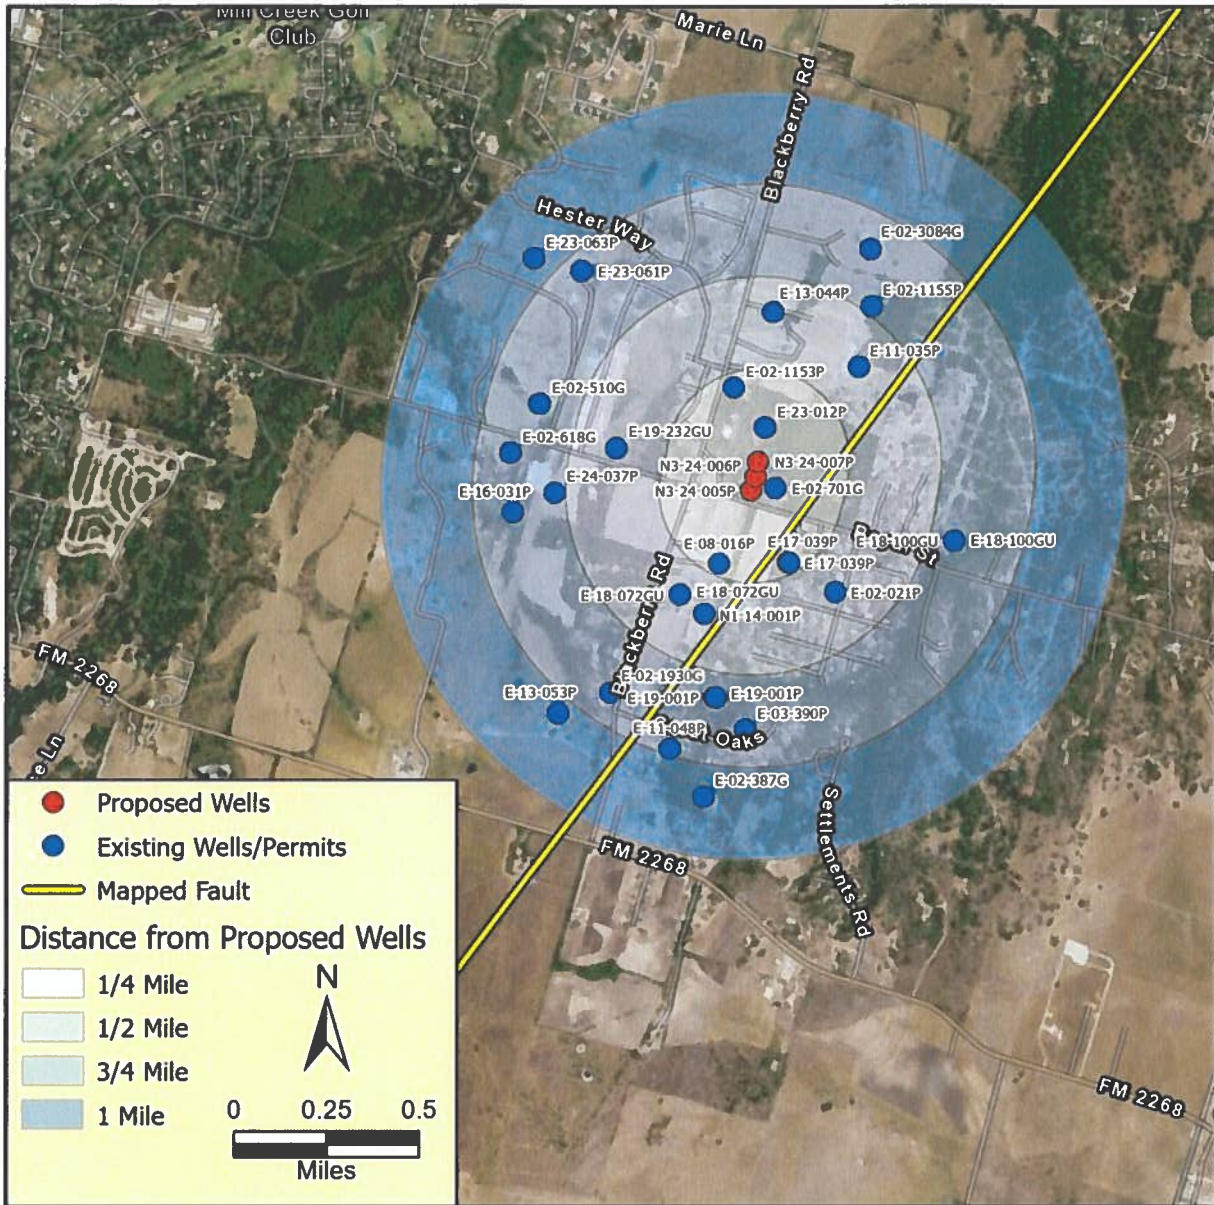 Mill Creek Golf
Club
Marie Ln
Blackberry Rd
Hester Way
E-02-3084G
E-23-063P
E-23-061P
E-13-044P
E-02-1155P
E-11-035P
E-02-1153P
E-02-510G
E-23-012P
E-19-232GU
E-02-618G
N3-24-006P
N3-24-007P
E-24-037P
E-16-031P
N3-24-005P
E-02-701G
E-08-016P
E-17-039P
E-18-100GU
E-18-100GU
St
E-17-039P
E-18-072GU
E-18-072GU
E-02-021P
N1-14-001P
Blackberry Rd
FM 2268
E-02-1930G
E-13-053P
E-19-001P
E-19-001P
E-03-390P
E-11-048P
Oaks
E-02-387G
Settlements Rd
FM 2268
FM 2268
Ln
Proposed Wells
Existing Wells/Permits
Mapped Fault
Distance from Proposed Wells
1/4 Mile
1/2 Mile
3/4 Mile
1 Mile
N
0 0.25 0.5
Miles